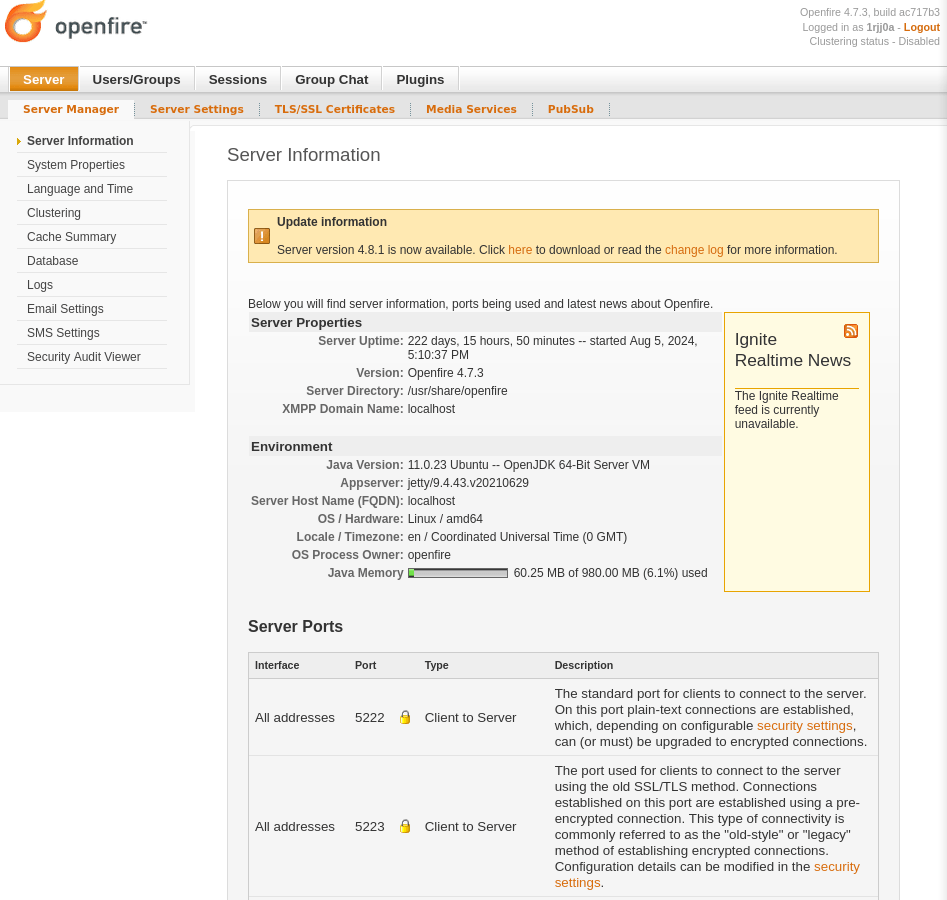 openfire™
Openfire 4.7.3, build ac717b3
Logged in as 1rjj0a - Logout
Clustering status - Disabled
Server
Users/Groups
Sessions
Group Chat
Plugins
Server Manager
Server Settings
TLS/SSL Certificates
Media Services
PubSub
Server Information
System Properties
Language and Time
Clustering
Cache Summary
Database
Logs
Email Settings
SMS Settings
Security Audit Viewer
Server Information
Update information
Server version 4.8.1 is now available. Click here to download or read the change log for more information.
Below you will find server information, ports being used and latest news about Openfire.
Server Properties
Server Uptime: 222 days, 15 hours, 50 minutes -- started Aug 5, 2024,
5:10:37 PM
Version: Openfire 4.7.3
Server Directory: /usr/share/openfire
XMPP Domain Name: localhost
Environment
Java Version: 11.0.23 Ubuntu -- OpenJDK 64-Bit Server VM
Appserver: jetty/9.4.43.v20210629
Server Host Name (FQDN): localhost
OS / Hardware: Linux / amd64
Locale / Timezone: en / Coordinated Universal Time (0 GMT)
OS Process Owner: openfire
Java Memory 60.25 MB of 980.00 MB (6.1%) used
Ignite
Realtime News
The Ignite Realtime
feed is currently
unavailable.
Server Ports
Interface Port Type Description
All addresses 5222 Client to Server
The standard port for clients to connect to the server.
On this port plain-text connections are established,
which, depending on configurable security settings,
can (or must) be upgraded to encrypted connections.
All addresses 5223 Client to Server
The port used for clients to connect to the server
using the old SSL/TLS method. Connections
established on this port are established using a pre-
encrypted connection. This type of connectivity is
commonly referred to as the "old-style" or "legacy"
method of establishing encrypted connections.
Configuration details can be modified in the security
settings.